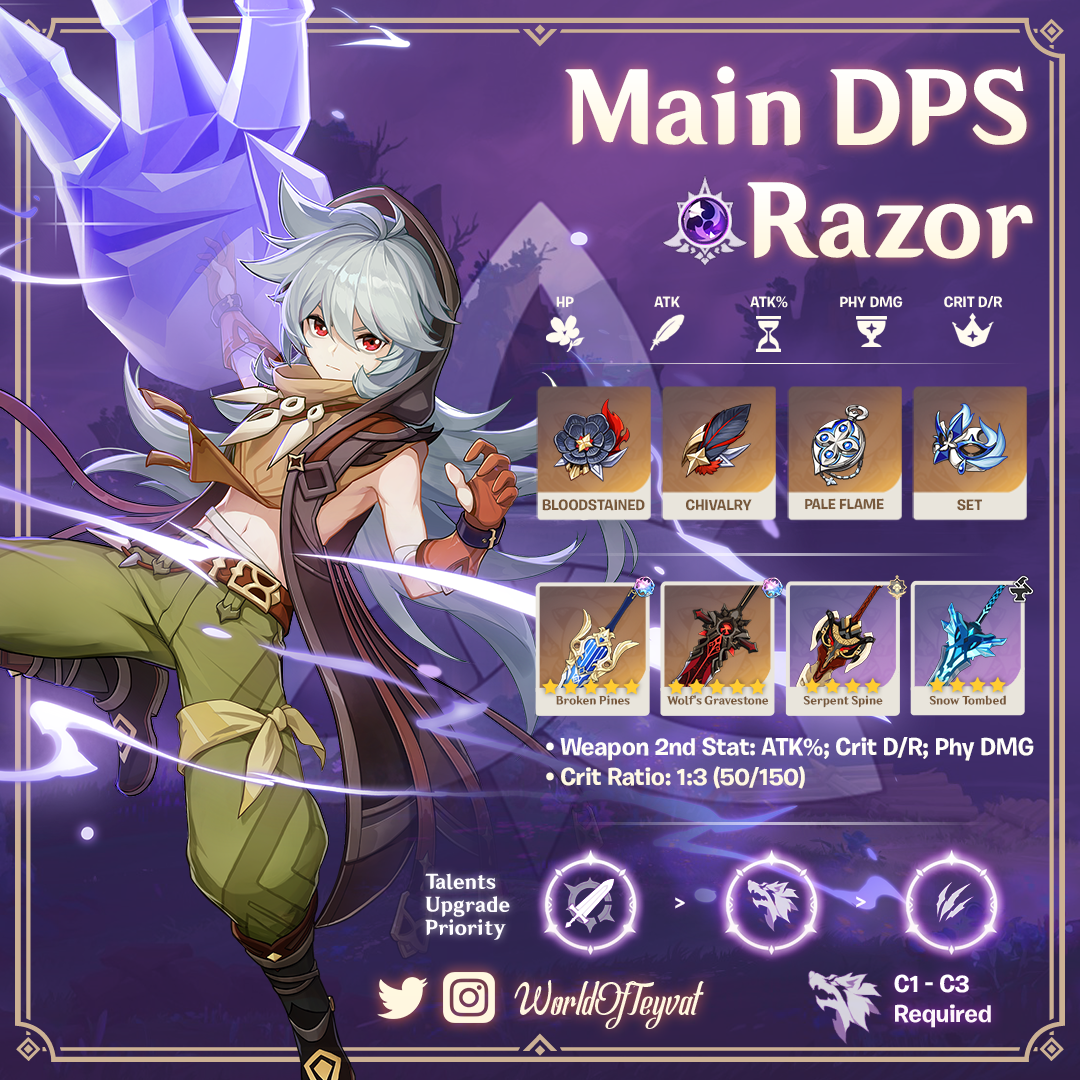 Main DPS
Razor
HP ATK ATK% PHY DMG CRIT D/R
BLOODSTAINED CHIVALRY PALE FLAME SET
Broken Pines Wolf's Gravestone Serpent Spine Snow Tombed
• Weapon 2nd Stat: ATK%; Crit D/R; Phy DMG
• Crit Ratio: 1:3 (50/150)
Talents
Upgrade
Priority
> >
WorldOfTeyvat
C1 - C3
Required